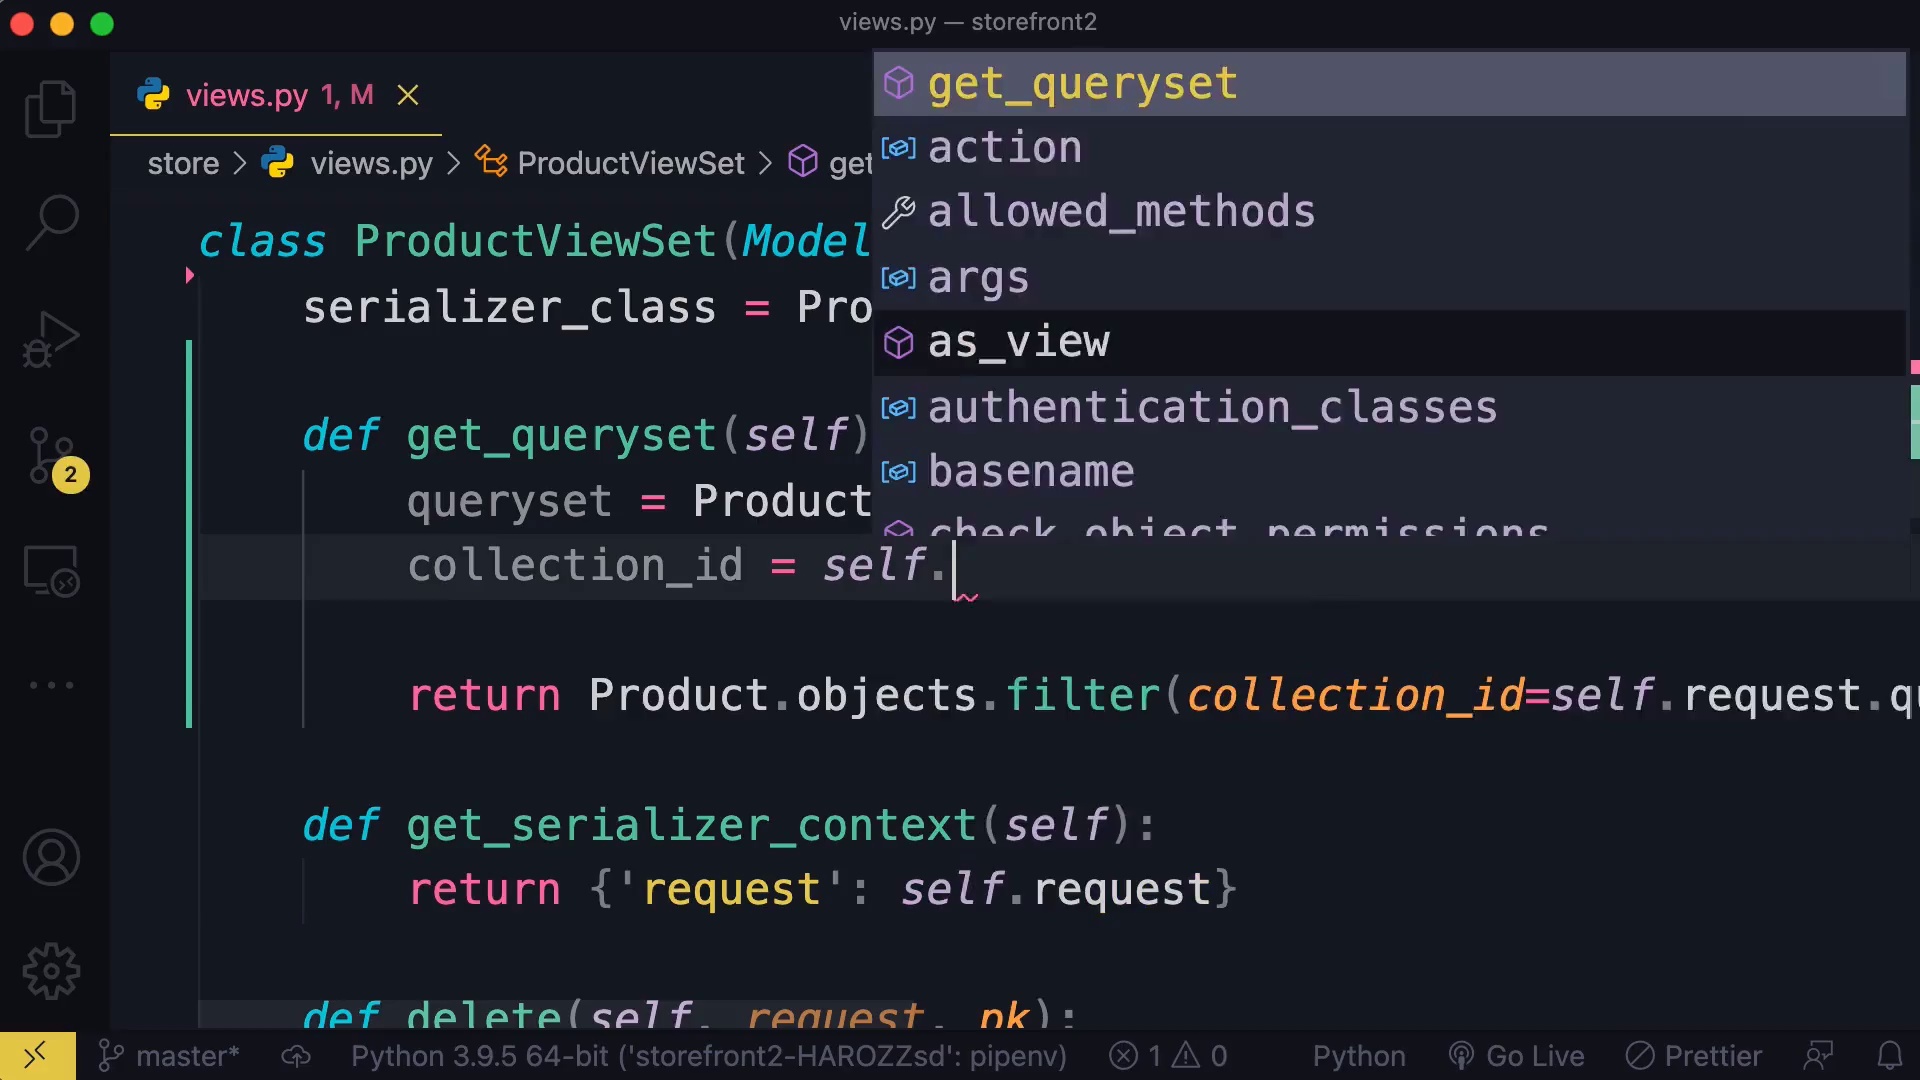 views.py — storefront2
views.py 1, M
store > views.py > ProductViewSet > get
get_queryset
action
allowed_methods
args
as_view
authentication_classes
basename
check_object_permissions
class ProductViewSet(Model
serializer_class = Pro
def get_queryset(self)
queryset = Product
collection_id = self.
return Product.objects.filter(collection_id=self.request.qu
def get_serializer_context(self):
return {'request': self.request}
def delete(self, request, pk):
2
master* Python 3.9.5 64-bit ('storefront2-HAROZZsd': pipenv) 1 0 Python Go Live Prettier